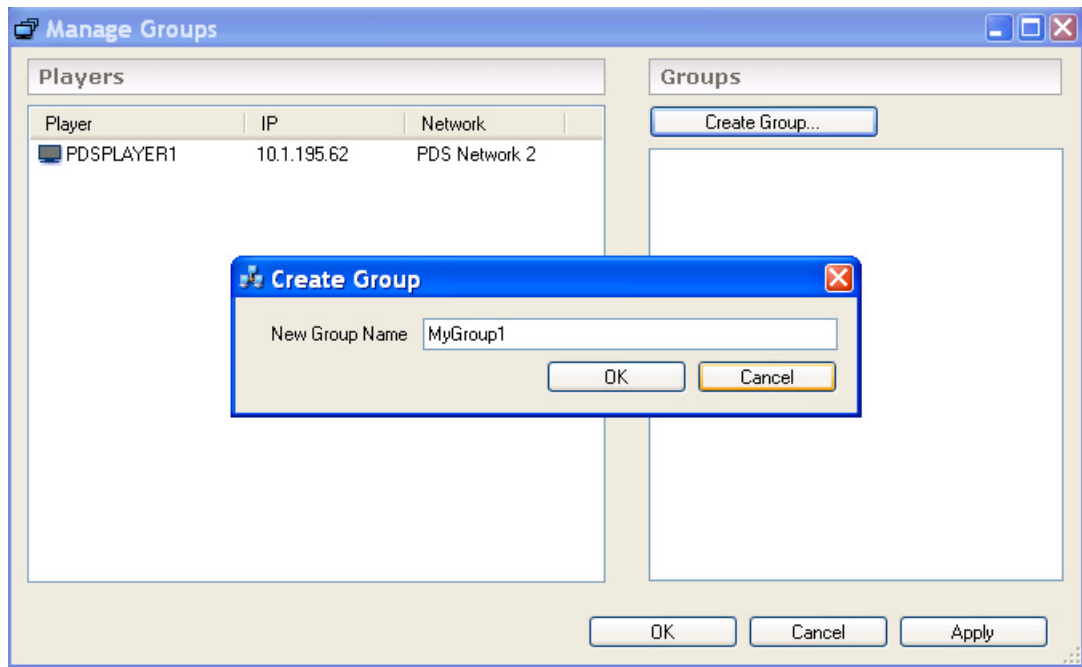 Manage Groups
Players
Groups
Player IP Network
Create Group...
PDSPLAYER1 10.1.195.62 PDS Network 2
Create Group
New Group Name MyGroup1
OK Cancel
OK Cancel Apply